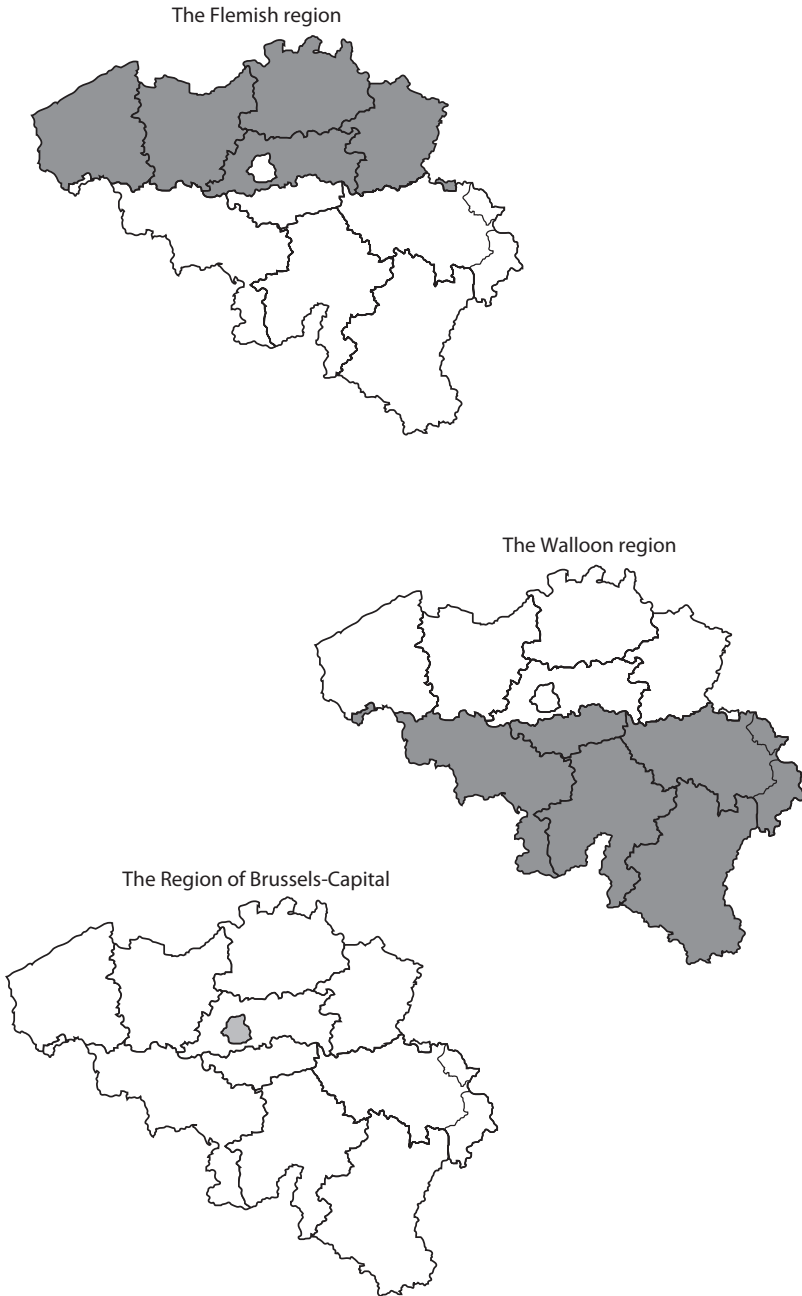 The Flemish region
The Walloon region
The Region of Brussels-Capital